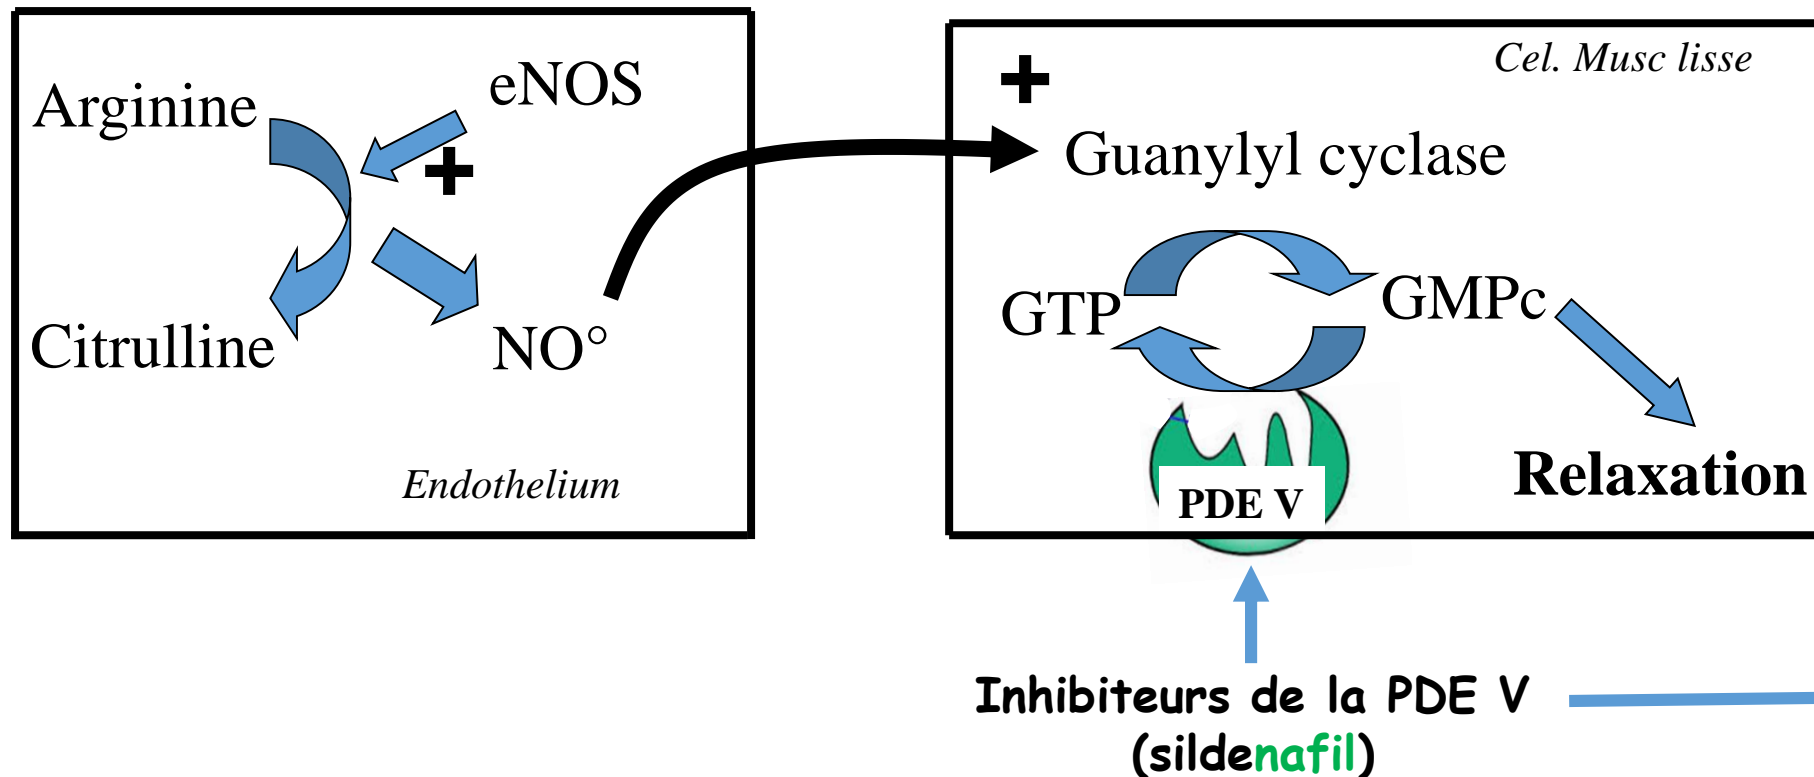 Arginine
eNOS
+
Citrulline
NO°
Endothelium
+
Cel. Musc lisse
Guanylyl cyclase
GTP
GMPc
PDE V
Relaxation
Inhibiteurs de la PDE V
(sildenafil)